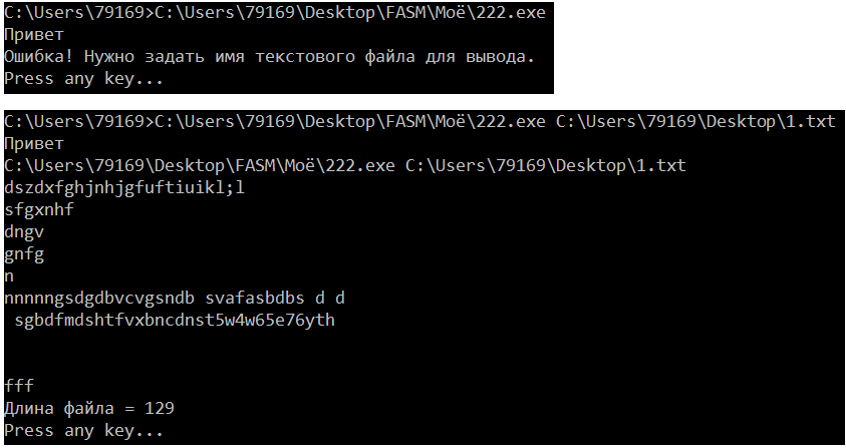 C:\Users\79169>C:\Users\79169\Desktop\FASM\Моё\222.exe
Привет
Ошибка! Нужно задать имя текстового файла для вывода.
Press any key...
C:\Users\79169>C:\Users\79169\Desktop\FASM\Моё\222.exe C:\Users\79169\Desktop\1.txt
Привет
C:\Users\79169\Desktop\FASM\Моё\222.exe C:\Users\79169\Desktop\1.txt
dszdxfghjnhjgfuftiuikl;l
sfgxnhf
dngv
gnfg
n
nnnnngsdgdbvcvgsndb svafasbdbs d d
sgbdfmdshtfvxbncdnst5w4w65e76yth
fff
Длина файла = 129
Press any key...